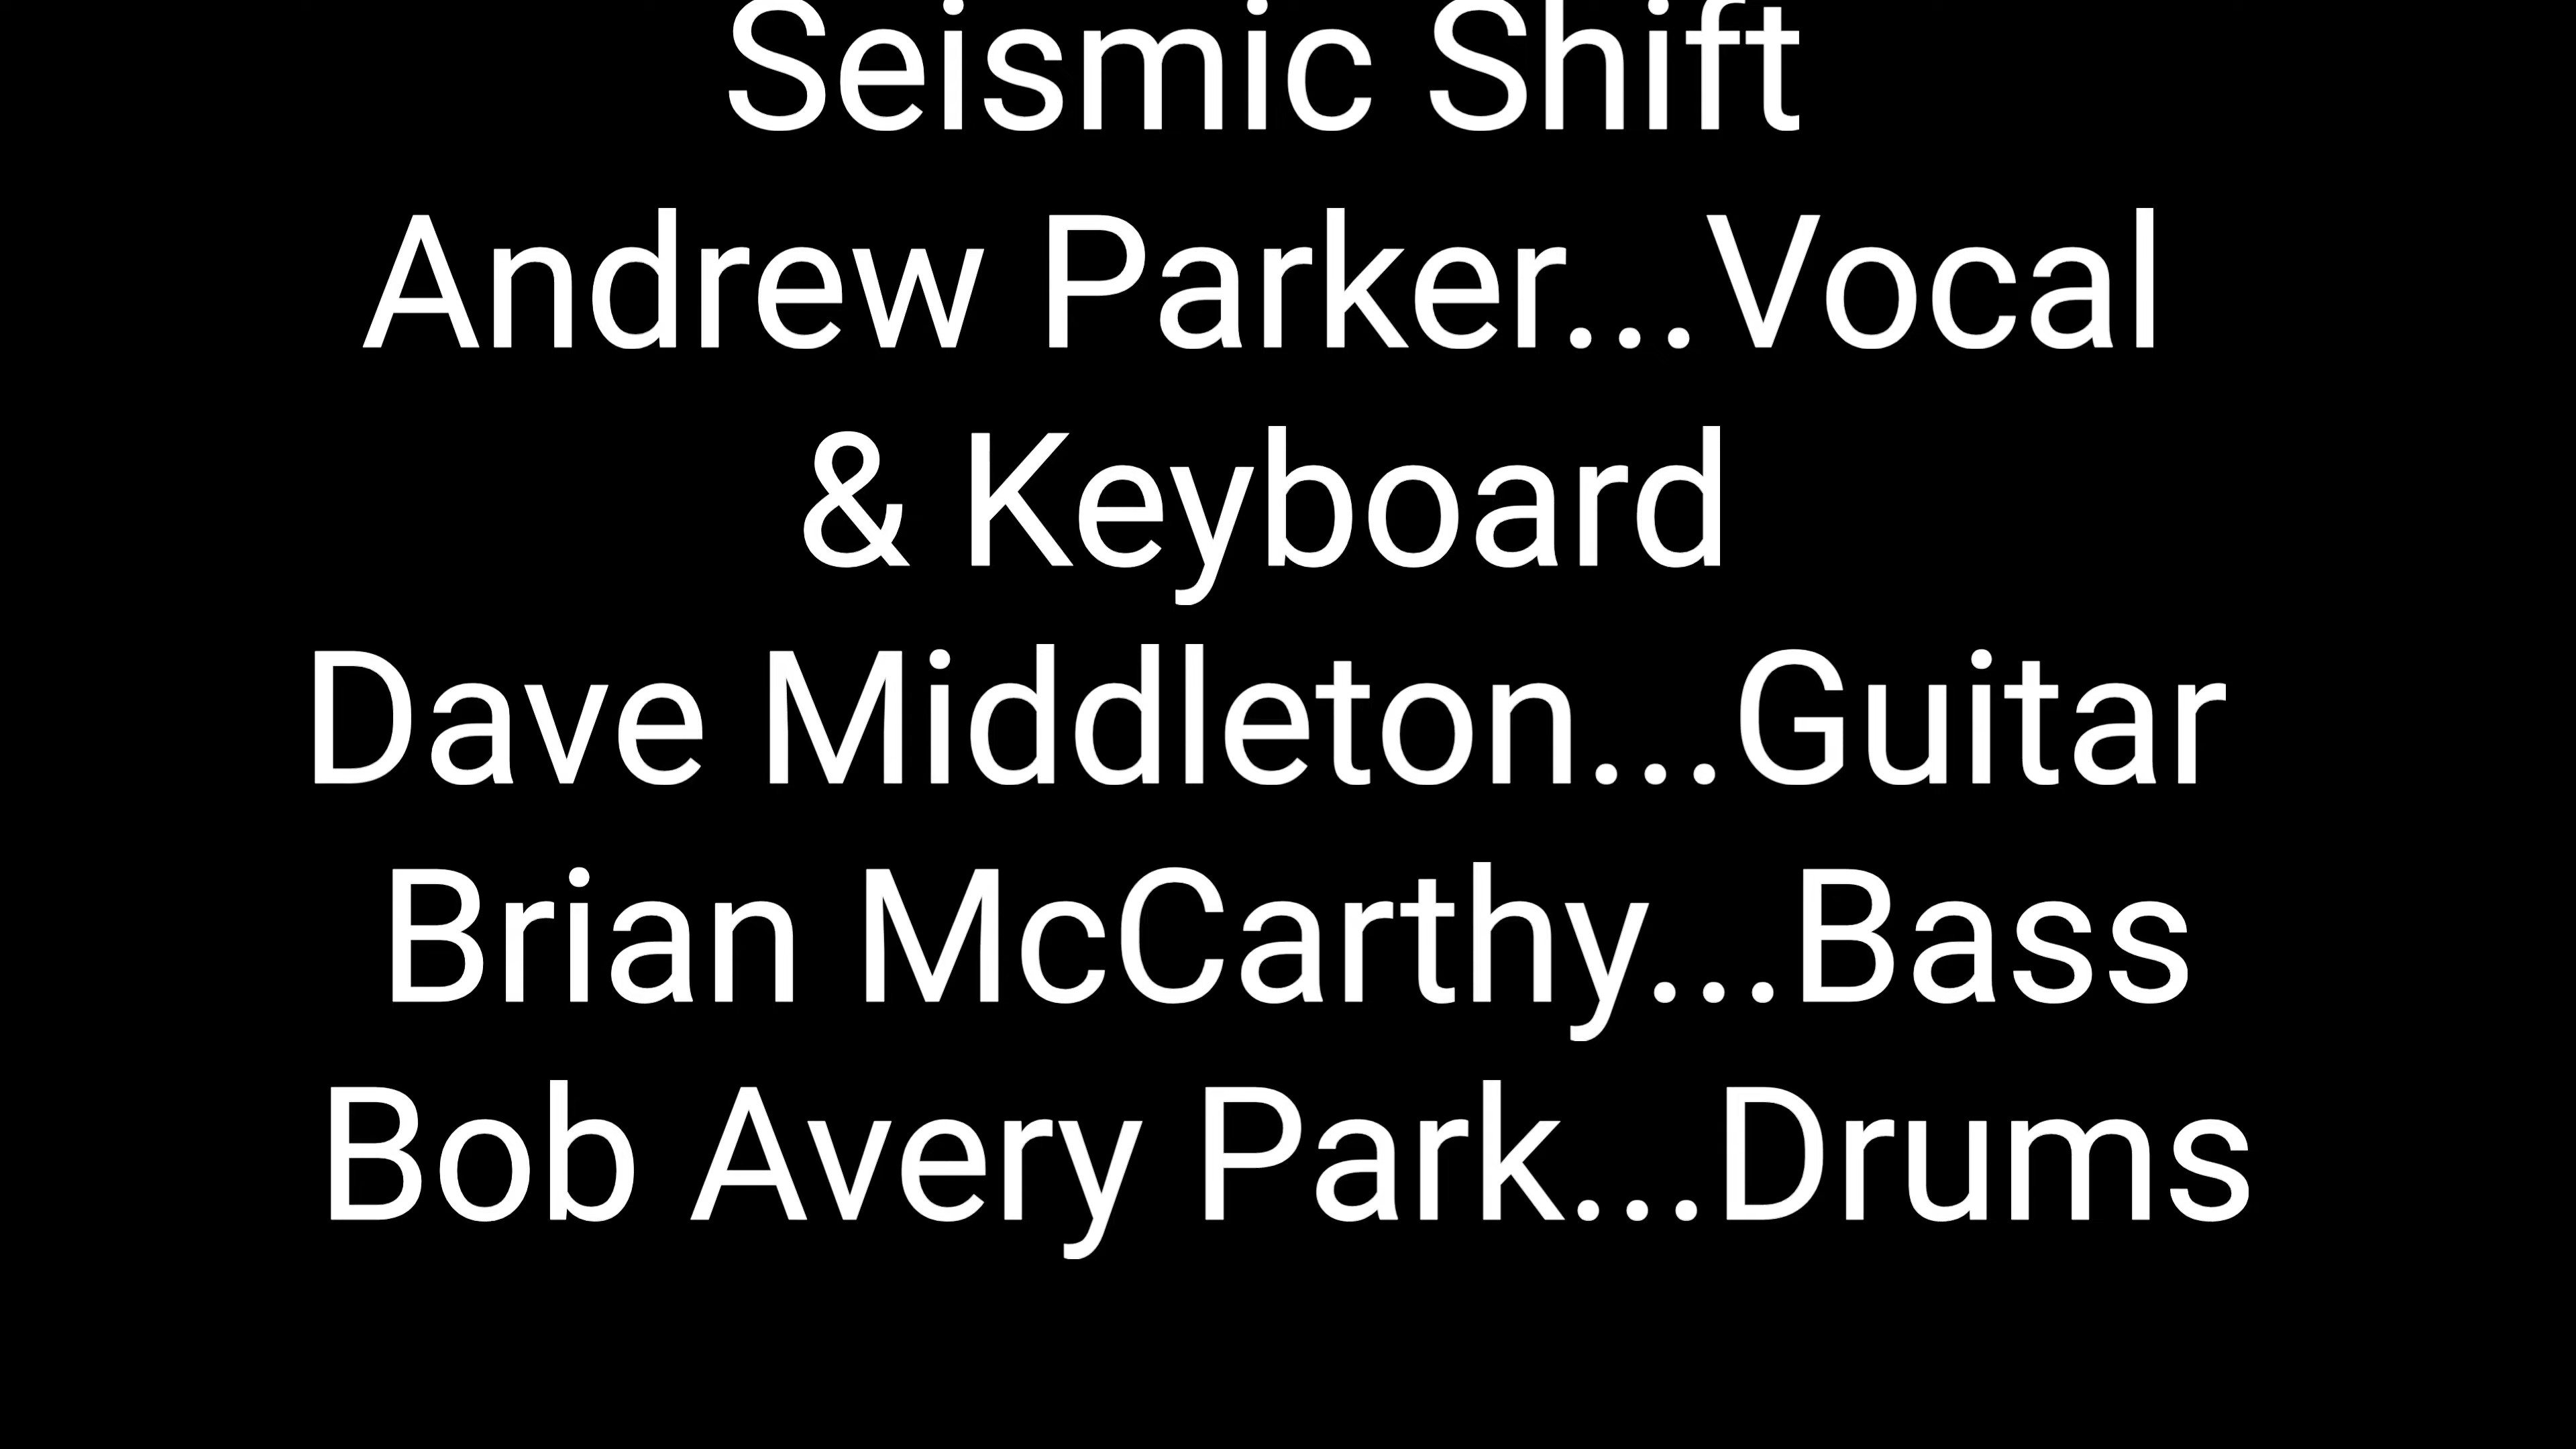 Seismic Shift
Andrew Parker...Vocal
& Keyboard
Dave Middleton...Guitar
Brian McCarthy...Bass
Bob Avery Park...Drums